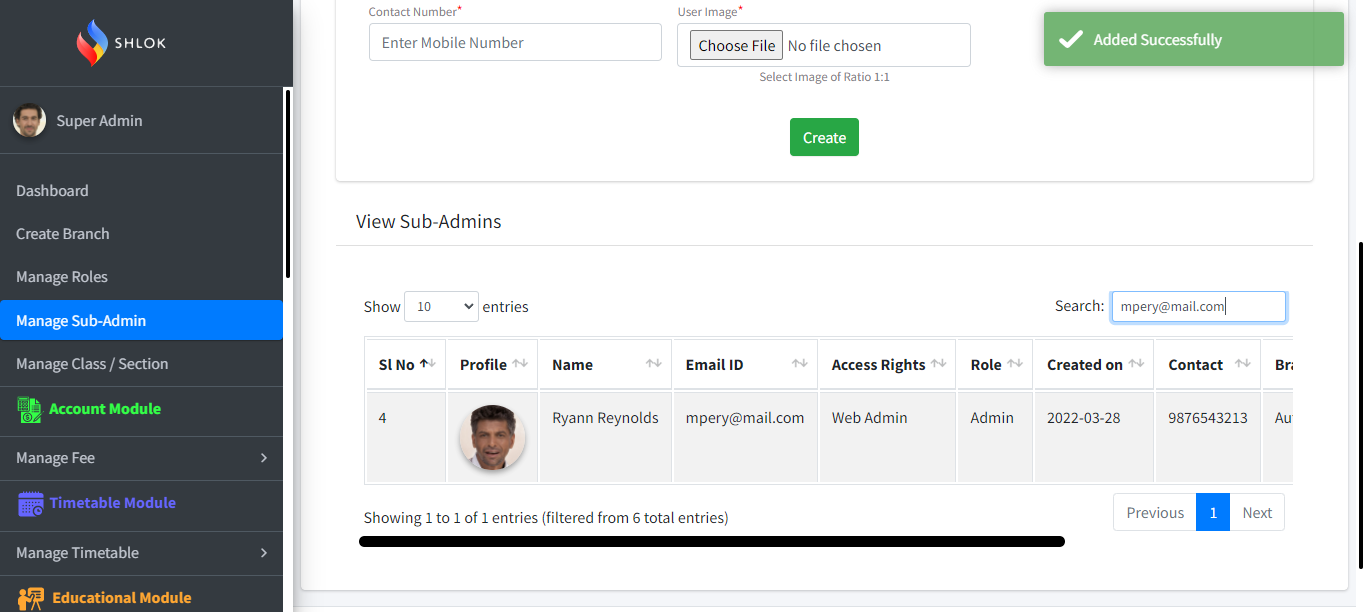 SHLOK
Super Admin
Dashboard
Create Branch
Manage Roles
Manage Sub-Admin
Manage Class / Section
Account Module
Manage Fee
Timetable Module
Manage Timetable
Educational Module
Contact Number* User Image*
Enter Mobile Number Choose File No file chosen
Select Image of Ratio 1:1
Added Successfully
Create
View Sub-Admins
Show 10 entries Search: mpery@mail.com
Sl No Profile Name Email ID Access Rights Role Created on Contact Bra
4 Ryann Reynolds mpery@mail.com Web Admin Admin 2022-03-28 9876543213 Au
Showing 1 to 1 of 1 entries (filtered from 6 total entries) Previous 1 Next